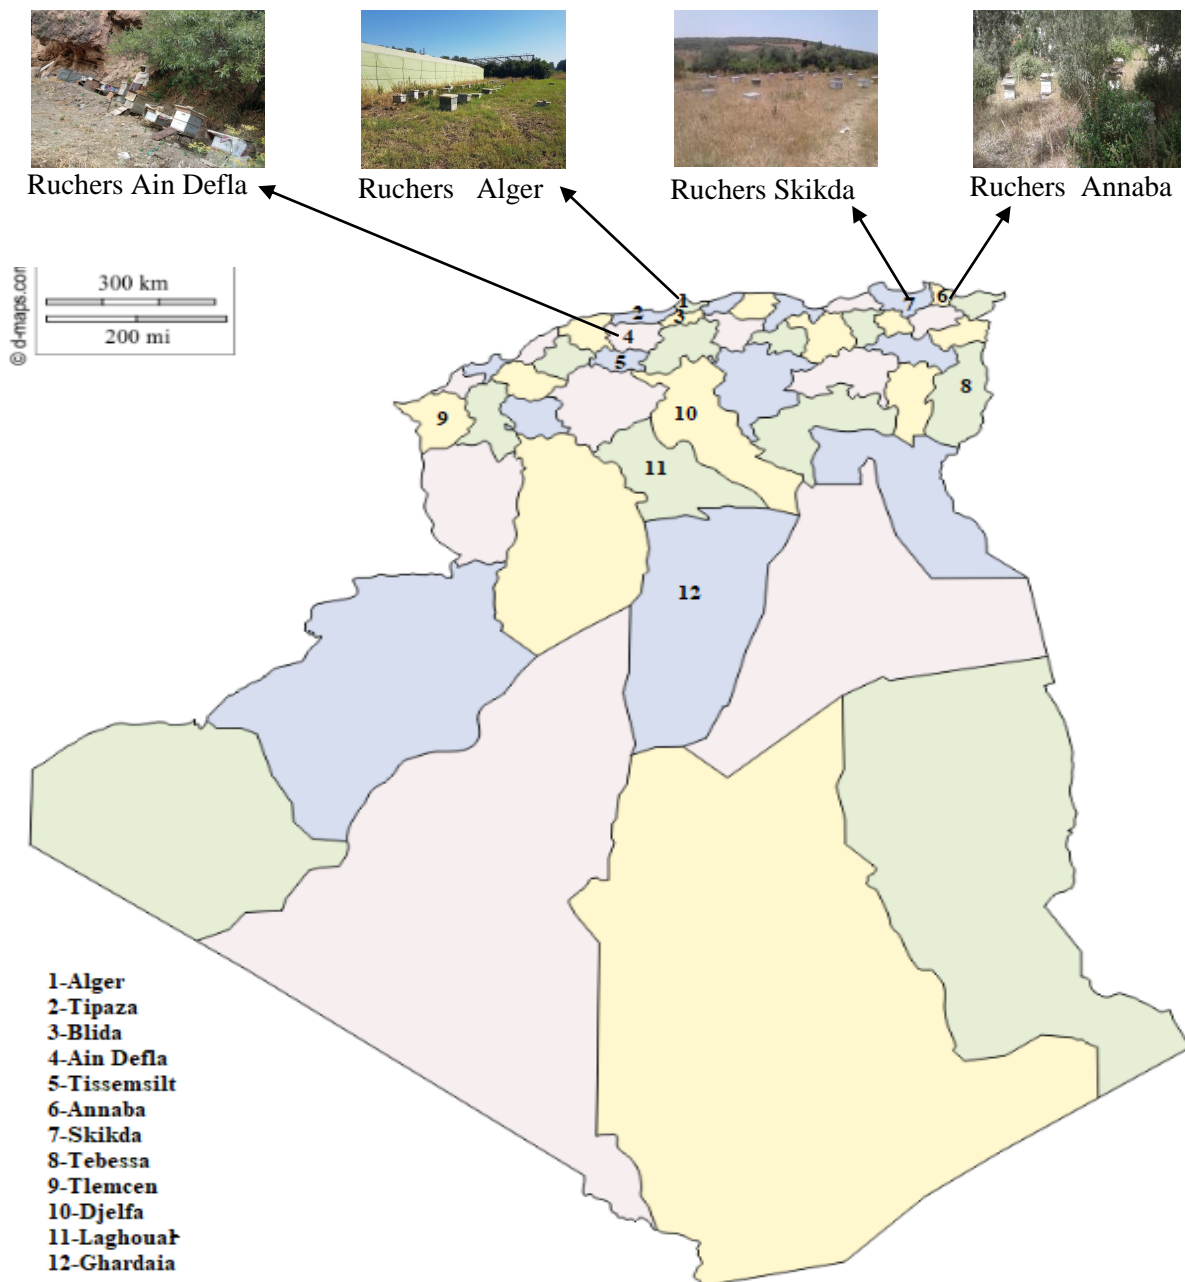 Ruchers Ain Defla
Ruchers Alger
Ruchers Skikda
Ruchers Annaba
© d-maps.com
300 km
200 mi
1
2
3
4
5
6
7
8
9
10
11
12
1-Alger
2-Tipaza
3-Blida
4-Ain Defla
5-Tissemsilt
6-Annaba
7-Skikda
8-Tebessa
9-Tlemcen
10-Djelfa
11-Laghouat
12-Ghardaia